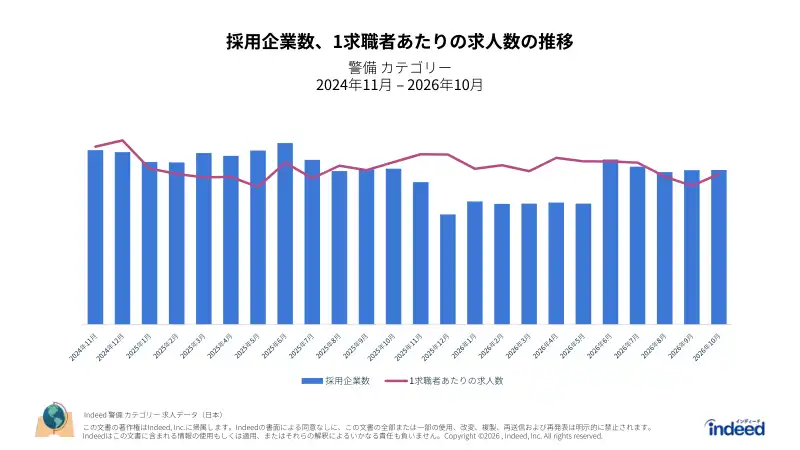 採用企業数、1求職者あたりの求人数の推移
警備 カテゴリー
2024年11月 – 2026年10月
2024年11月
2024年12月
2025年1月
2025年2月
2025年3月
2025年4月
2025年5月
2025年6月
2025年7月
2025年8月
2025年9月
2025年10月
2025年11月
2025年12月
2026年1月
2026年2月
2026年3月
2026年4月
2026年5月
2026年6月
2026年7月
2026年8月
2026年9月
2026年10月
採用企業数
1求職者あたりの求人数
Indeed 警備 カテゴリー 求人データ（日本）
この文書の著作権はIndeed, Inc.に帰属します。Indeedの書面による同意なしに、この文書の全部または一部の使用、改変、複製、再送信および再発表は明示的に禁止されます。
Indeedはこの文書に含まれる情報の使用もしくは適用、またはそれらの解釈によるいかなる責任も負いません。Copyright ©2026 , Indeed, Inc. All rights reserved.
インディード
indeed